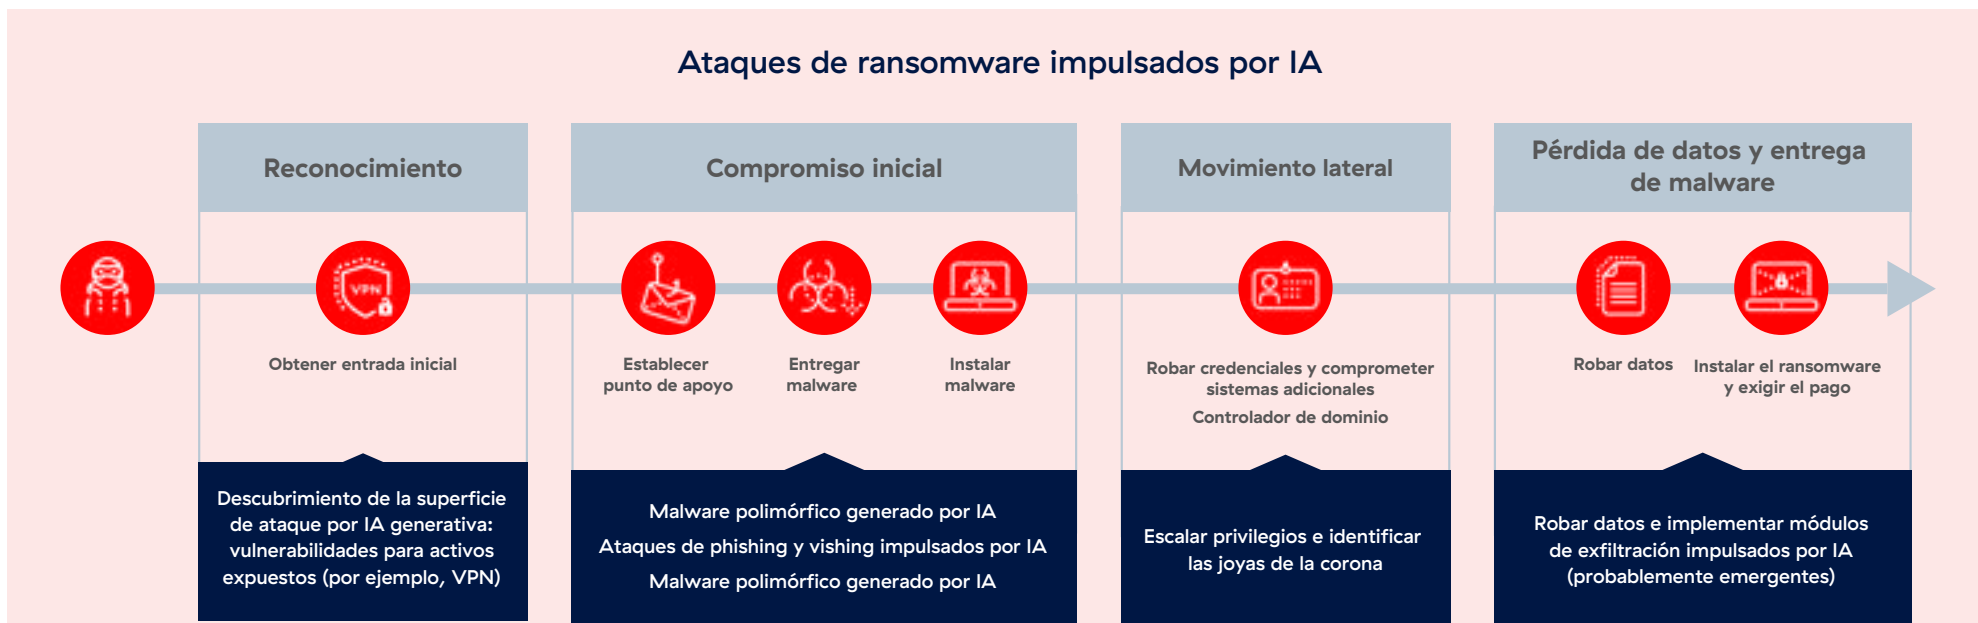 Ataques de ransomware impulsados por IA
Reconocimiento
VPN
Obtener entrada inicial
Descubrimiento de la superficie
de ataque por IA generativa:
vulnerabilidades para activos
expuestos (por ejemplo, VPN)
Compromiso inicial
Establecer
punto de apoyo
Entregar
malware
Instalar
malware
Malware polimórfico generado por IA
Ataques de phishing y vishing impulsados por IA
Malware polimórfico generado por IA
Movimiento lateral
Robar credenciales y comprometer
sistemas adicionales
Controlador de dominio
Escalar privilegios e identificar
las joyas de la corona
Pérdida de datos y entrega
de malware
Robar datos
Instalar el ransomware
y exigir el pago
Robar datos e implementar módulos
de exfiltración impulsados por IA
(probablemente emergentes)